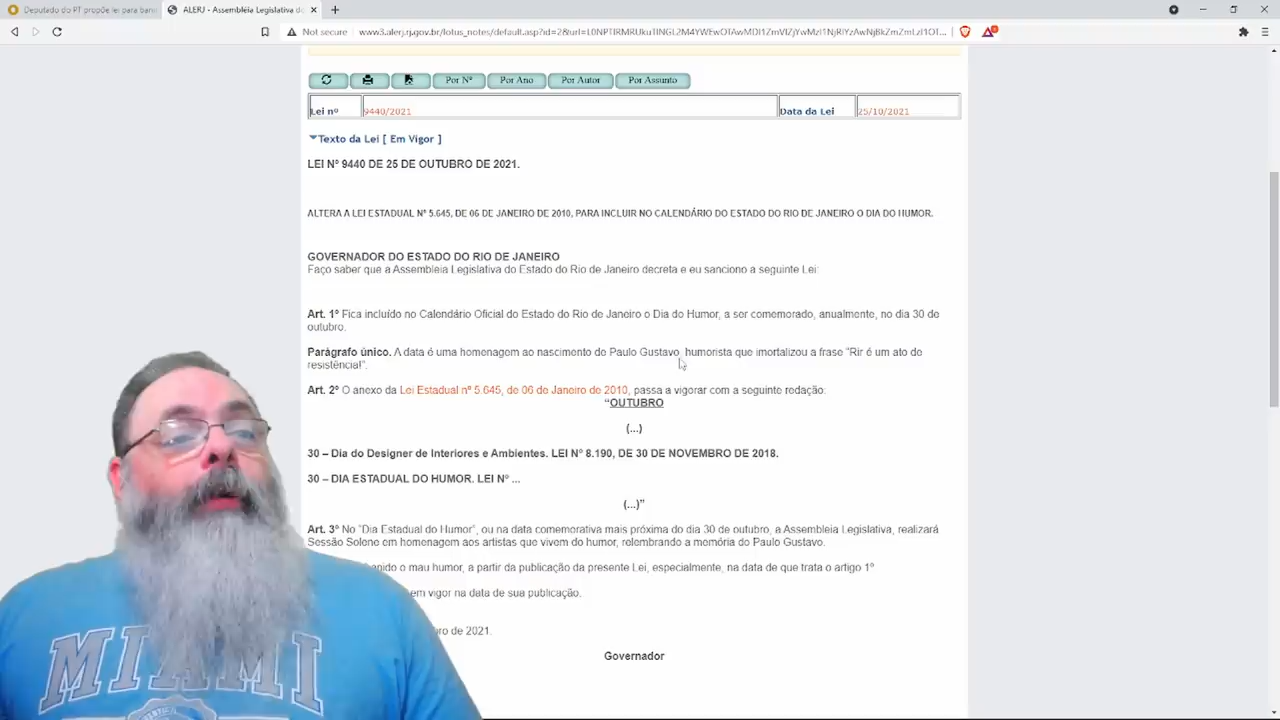 Deputado do PT propõe lei para bani
ALERJ - Assembléia Legislativa do
Not secure
www3.alerj.rj.gov.br/lotus_notes/default.asp?id=2&url=
Por Nº Por Ano Por Autor Por Assunto
Lei nº 9440/2021 Data da Lei 25/10/2021
Texto da Lei [ Em Vigor ]
LEI Nº 9440 DE 25 DE OUTUBRO DE 2021.
ALTERA A LEI ESTADUAL Nº 5.645, DE 06 DE JANEIRO DE 2010, PARA INCLUIR NO CALENDÁRIO DO ESTADO DO RIO DE JANEIRO O DIA DO HUMOR.
GOVERNADOR DO ESTADO DO RIO DE JANEIRO
Faço saber que a Assembleia Legislativa do Estado do Rio de Janeiro decreta e eu sanciono a seguinte Lei:
Art. 1º Fica incluído no Calendário Oficial do Estado do Rio de Janeiro o Dia do Humor, a ser comemorado, anualmente, no dia 30 de
outubro.
Parágrafo único. A data é uma homenagem ao nascimento de Paulo Gustavo, humorista que imortalizou a frase "Rir é um ato de
resistência!".
Art. 2º O anexo da Lei Estadual nº 5.645, de 06 de Janeiro de 2010, passa a vigorar com a seguinte redação:
"OUTUBRO
(...)
30 – Dia do Designer de Interiores e Ambientes. LEI Nº 8.190, DE 30 DE NOVEMBRO DE 2018.
30 – DIA ESTADUAL DO HUMOR. LEI Nº ...
(...)"
Art. 3º No "Dia Estadual do Humor", ou na data comemorativa mais próxima do dia 30 de outubro, a Assembleia Legislativa, realizará
Sessão Solene em homenagem aos artistas que vivem do humor, relembrando a memória do Paulo Gustavo.
anido o mau humor, a partir da publicação da presente Lei, especialmente, na data de que trata o artigo 1º
em vigor na data de sua publicação.
ro de 2021.
Governador
MIAMI